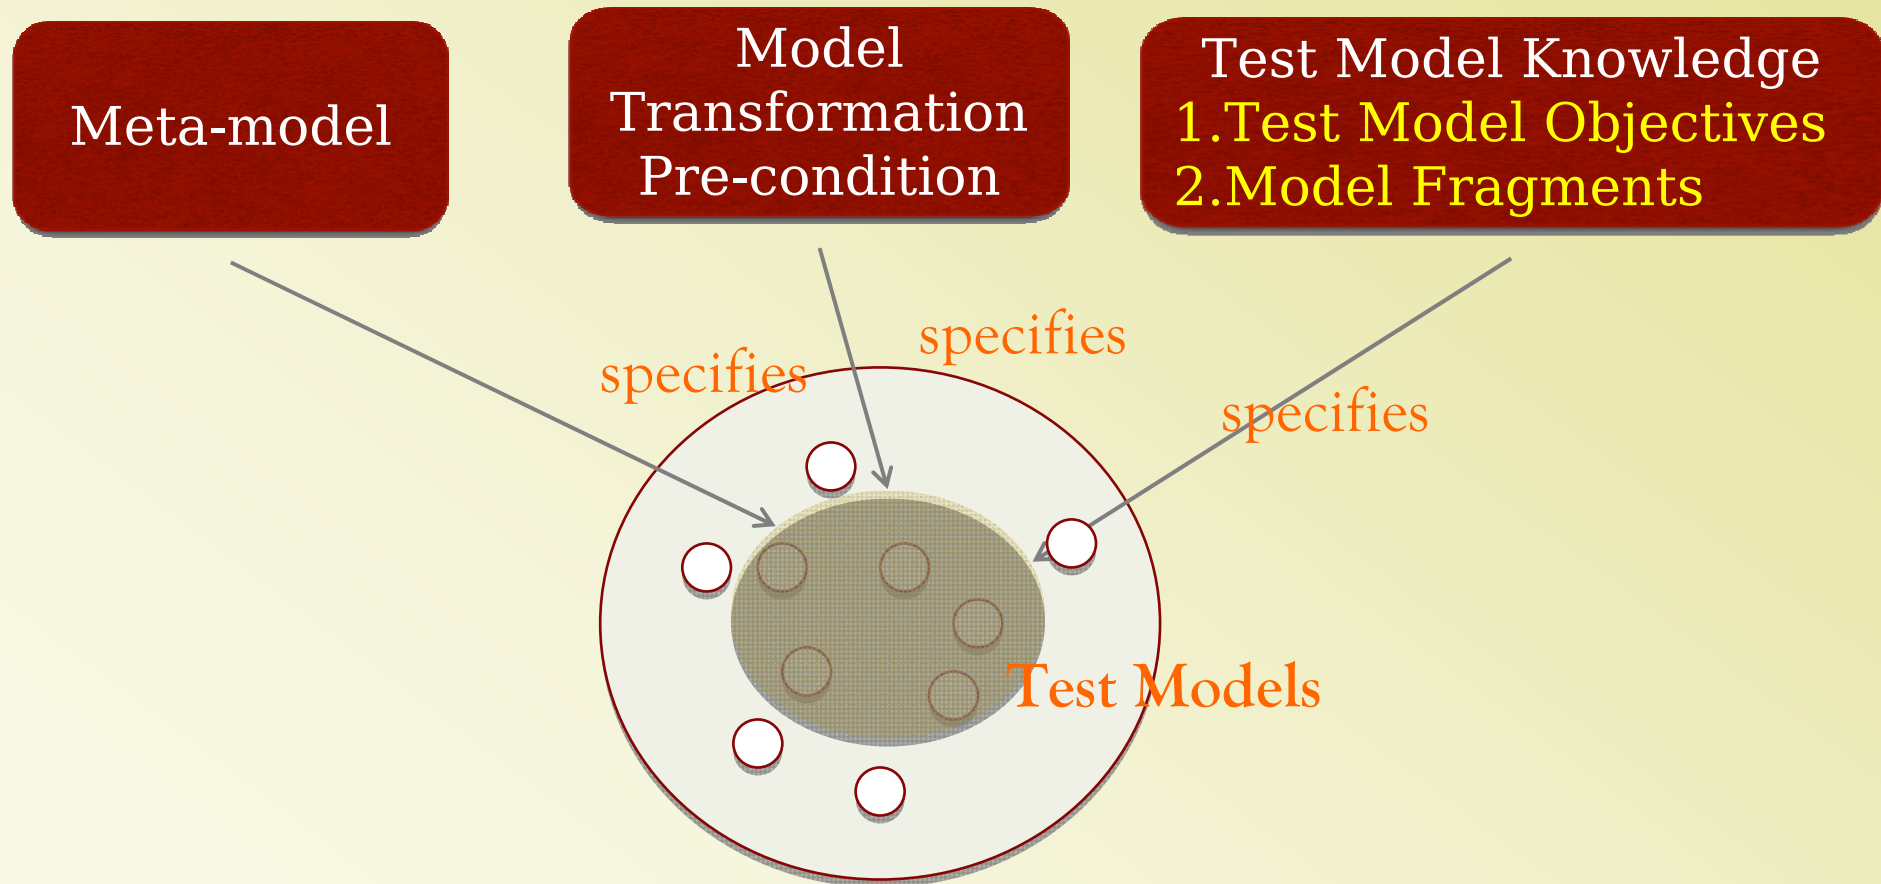 Meta-model
Model
Transformation
Pre-condition
Test Model Knowledge
1.Test Model Objectives
2.Model Fragments
specifies
specifies
specifies
Test Models